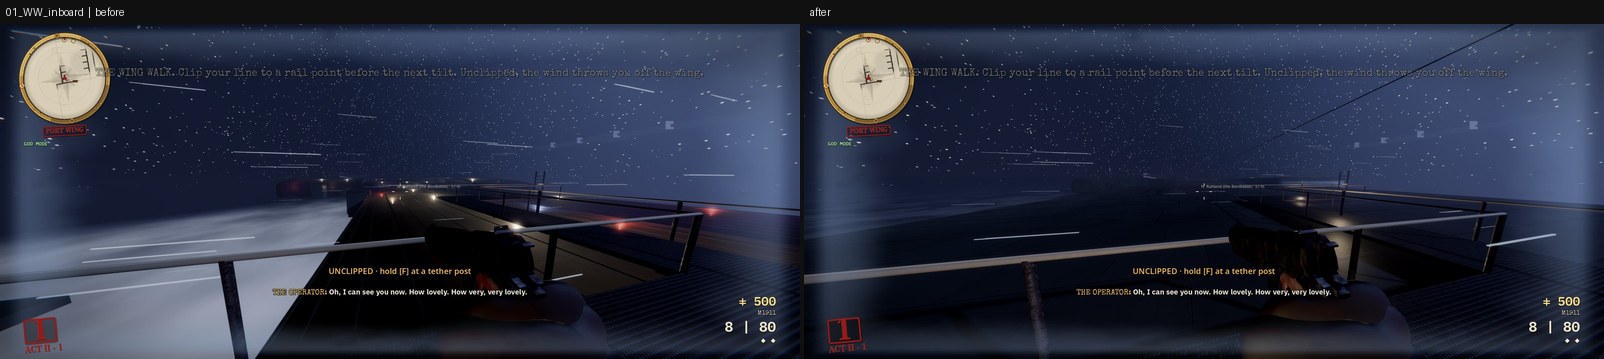 01_WW_inboard | before
THE WING WALK. Clip your line to a rail point before the next tilt. Unclipped, the wind throws you off the wing.
PORT WING
GOD MODE
UNCLIPPED · hold [F] at a tether post
THE OPERATOR: Oh, I can see you now. How lovely. How very, very lovely.
500
M1911
8 | 80
I
ACT II - 1
after
THE WING WALK. Clip your line to a rail point before the next tilt. Unclipped, the wind throws you off the wing.
PORT WING
GOD MODE
UNCLIPPED · hold [F] at a tether post
THE OPERATOR: Oh, I can see you now. How lovely. How very, very lovely.
500
M1911
8 | 80
I
ACT II - 1